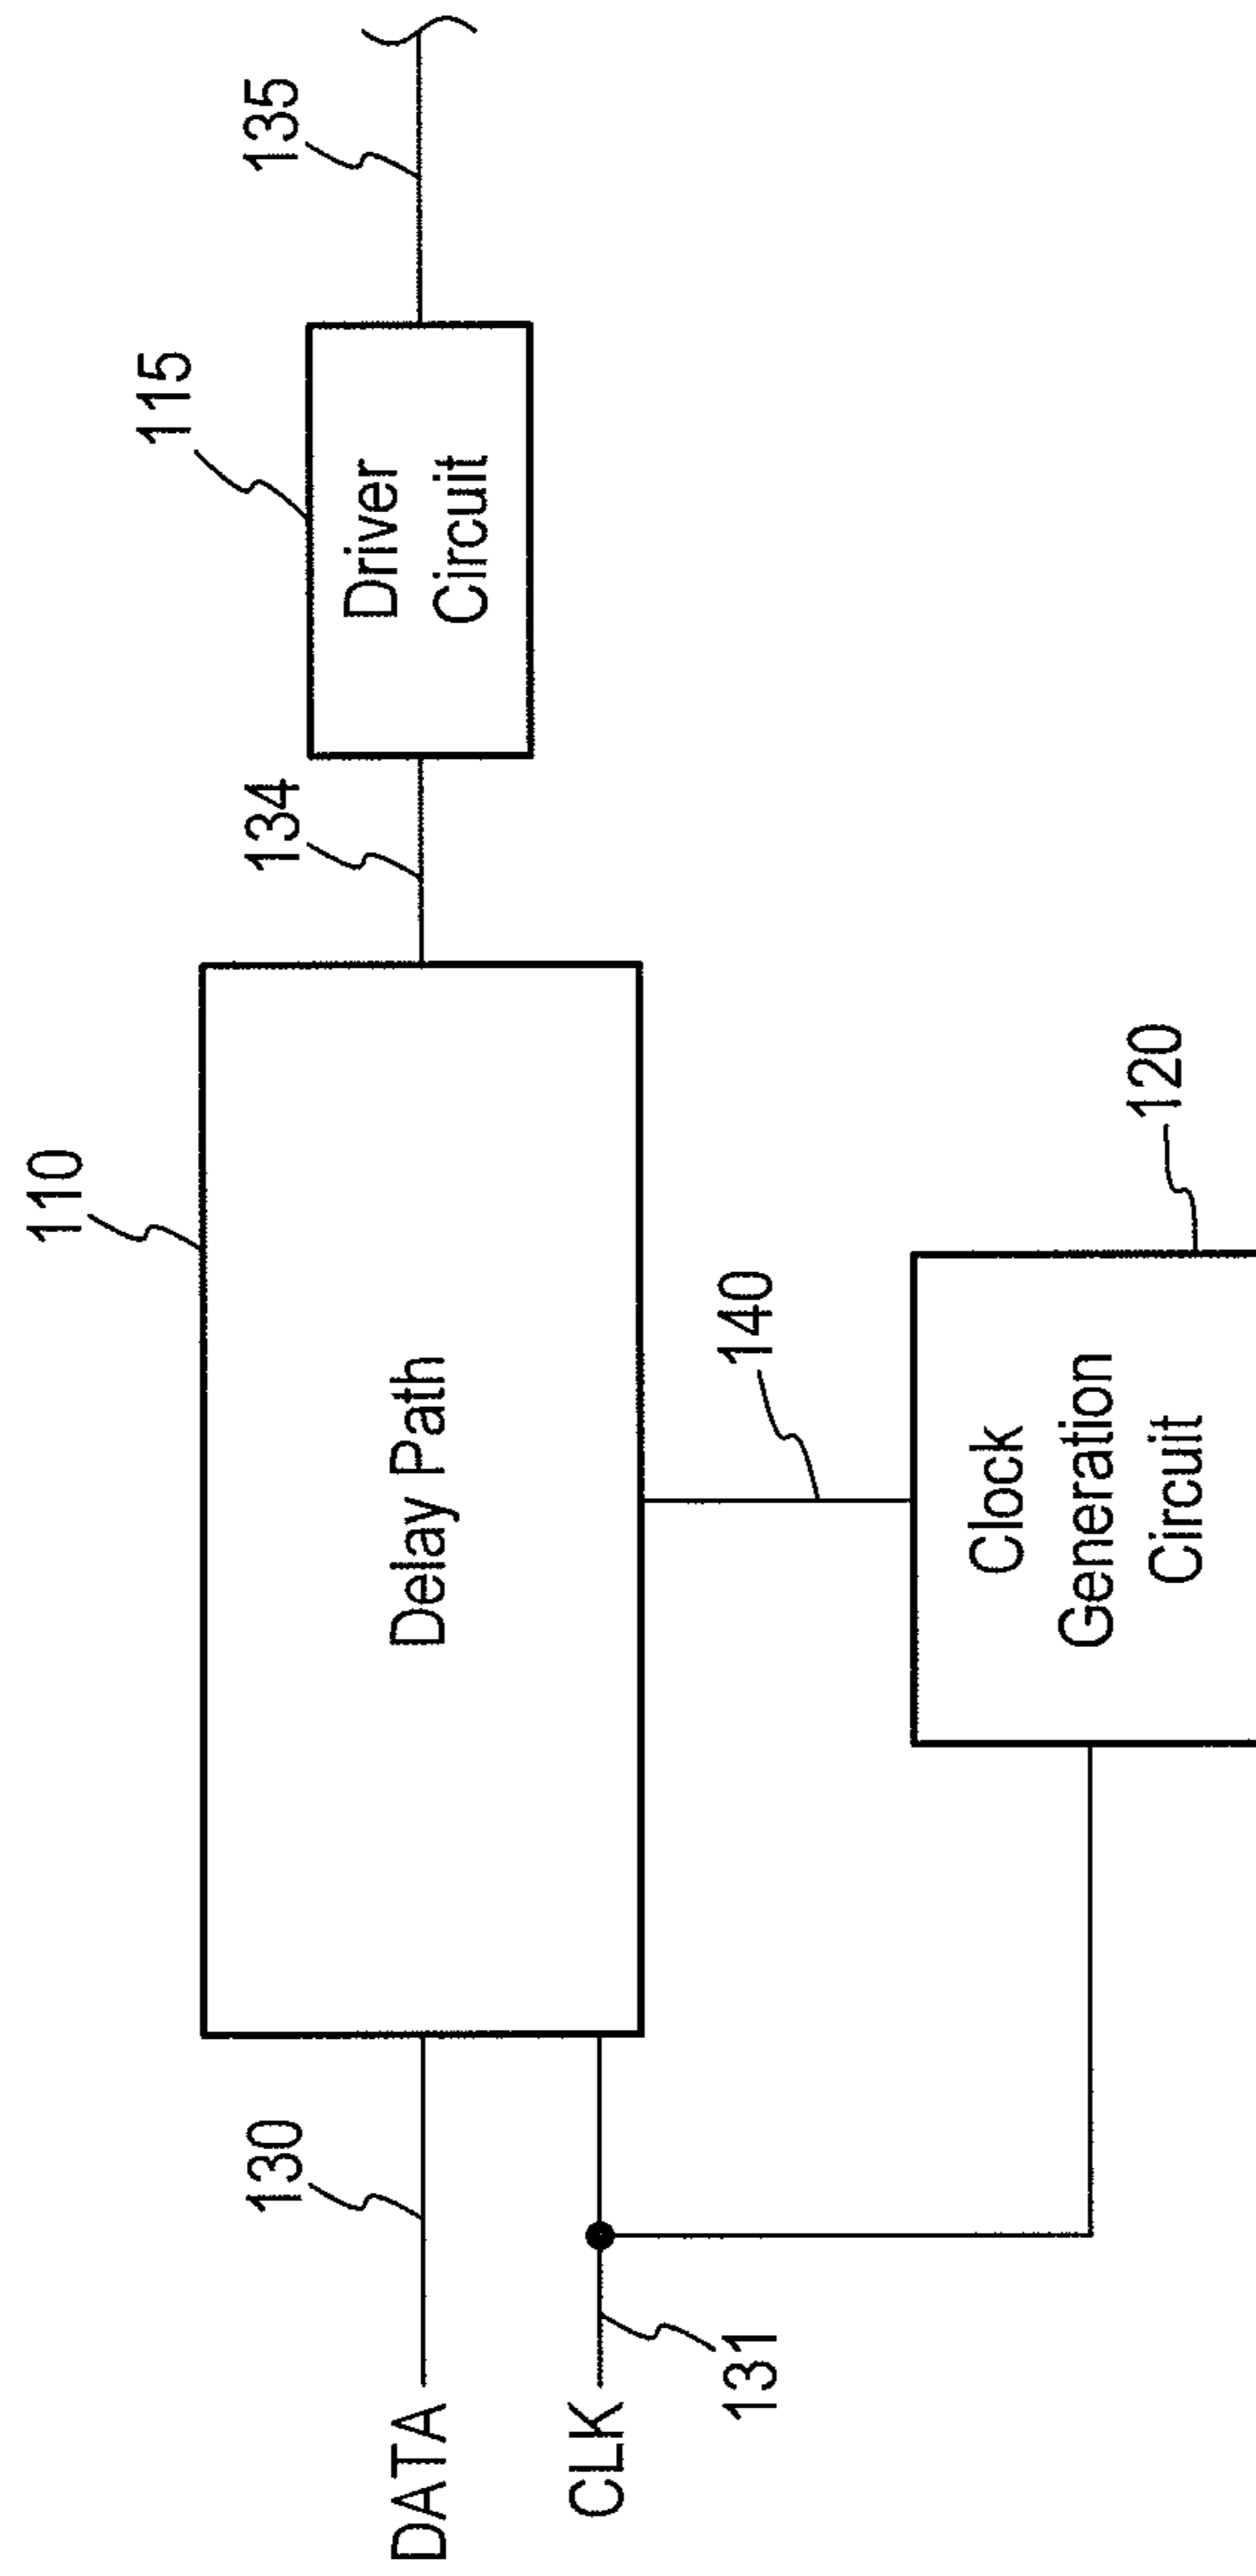 110
115
135
134
Delay Path
Driver
Circuit
130
DATA
CLK
131
140
120
Clock
Generation
Circuit